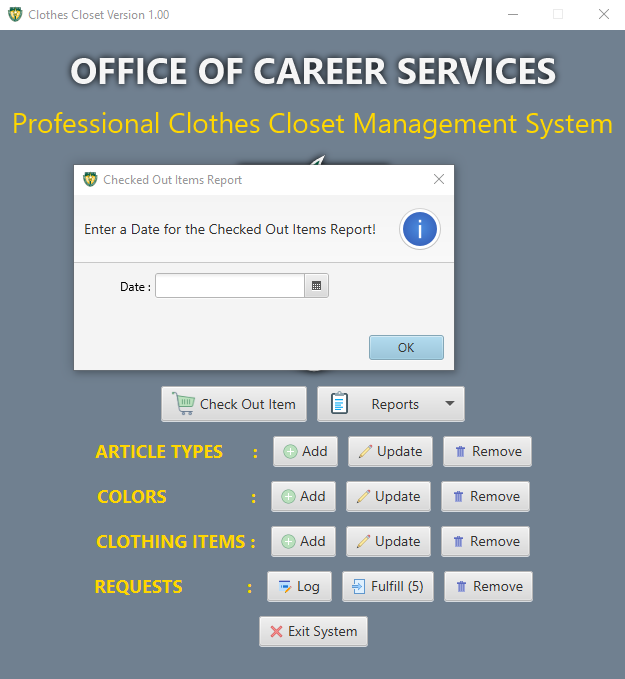 Clothes Closet Version 1.00
OFFICE OF CAREER SERVICES
Professional Clothes Closet Management System
Checked Out Items Report
Enter a Date for the Checked Out Items Report!
i
Date :
OK
Check Out Item Reports
ARTICLE TYPES : Add Update Remove
COLORS : Add Update Remove
CLOTHING ITEMS : Add Update Remove
REQUESTS : Log Fulfill (5) Remove
Exit System